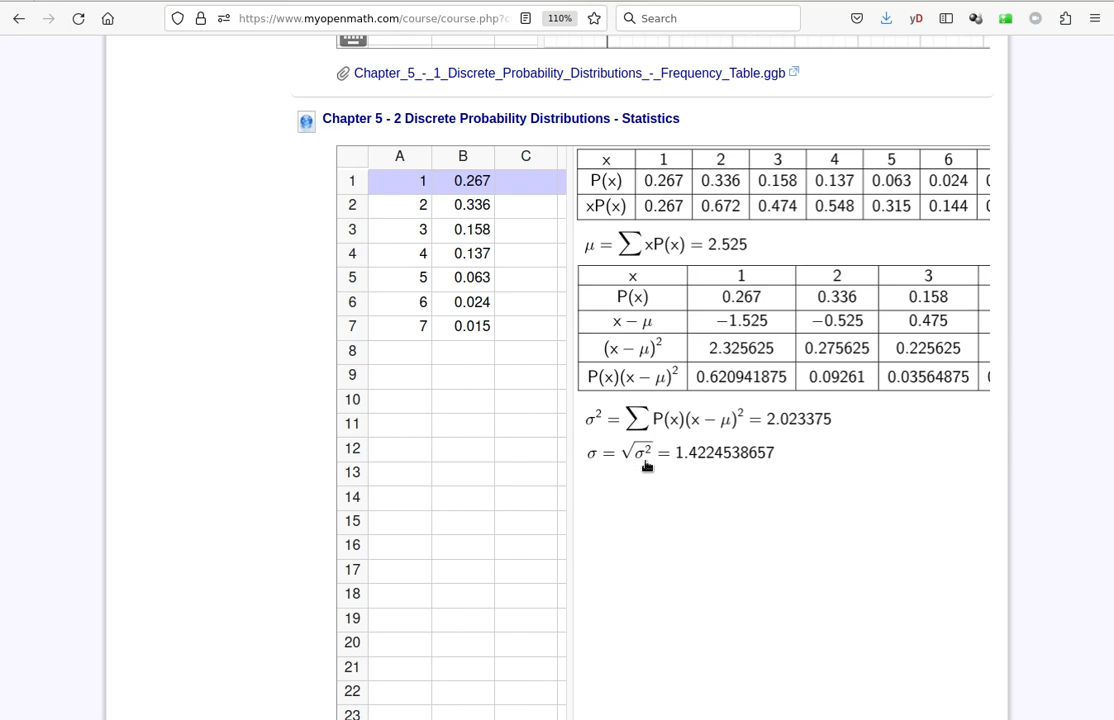 https://www.myopenmath.com/course/course.php?c
110%
Search
yD
Chapter_5_-_1_Discrete_Probability_Distributions_-_Frequency_Table.ggb
Chapter 5 - 2 Discrete Probability Distributions - Statistics
A B C
1 1 0.267
2 2 0.336
3 3 0.158
4 4 0.137
5 5 0.063
6 6 0.024
7 7 0.015
8
9
10
11
12
13
14
15
16
17
18
19
20
21
22
23
x 1 2 3 4 5 6
P(x) 0.267 0.336 0.158 0.137 0.063 0.024
xP(x) 0.267 0.672 0.474 0.548 0.315 0.144
μ = ∑ xP(x) = 2.525
x 1 2 3
P(x) 0.267 0.336 0.158
x − μ −1.525 −0.525 0.475
(x − μ)² 2.325625 0.275625 0.225625
P(x)(x − μ)² 0.620941875 0.09261 0.03564875
σ² = ∑ P(x)(x − μ)² = 2.023375
σ = √σ² = 1.4224538657